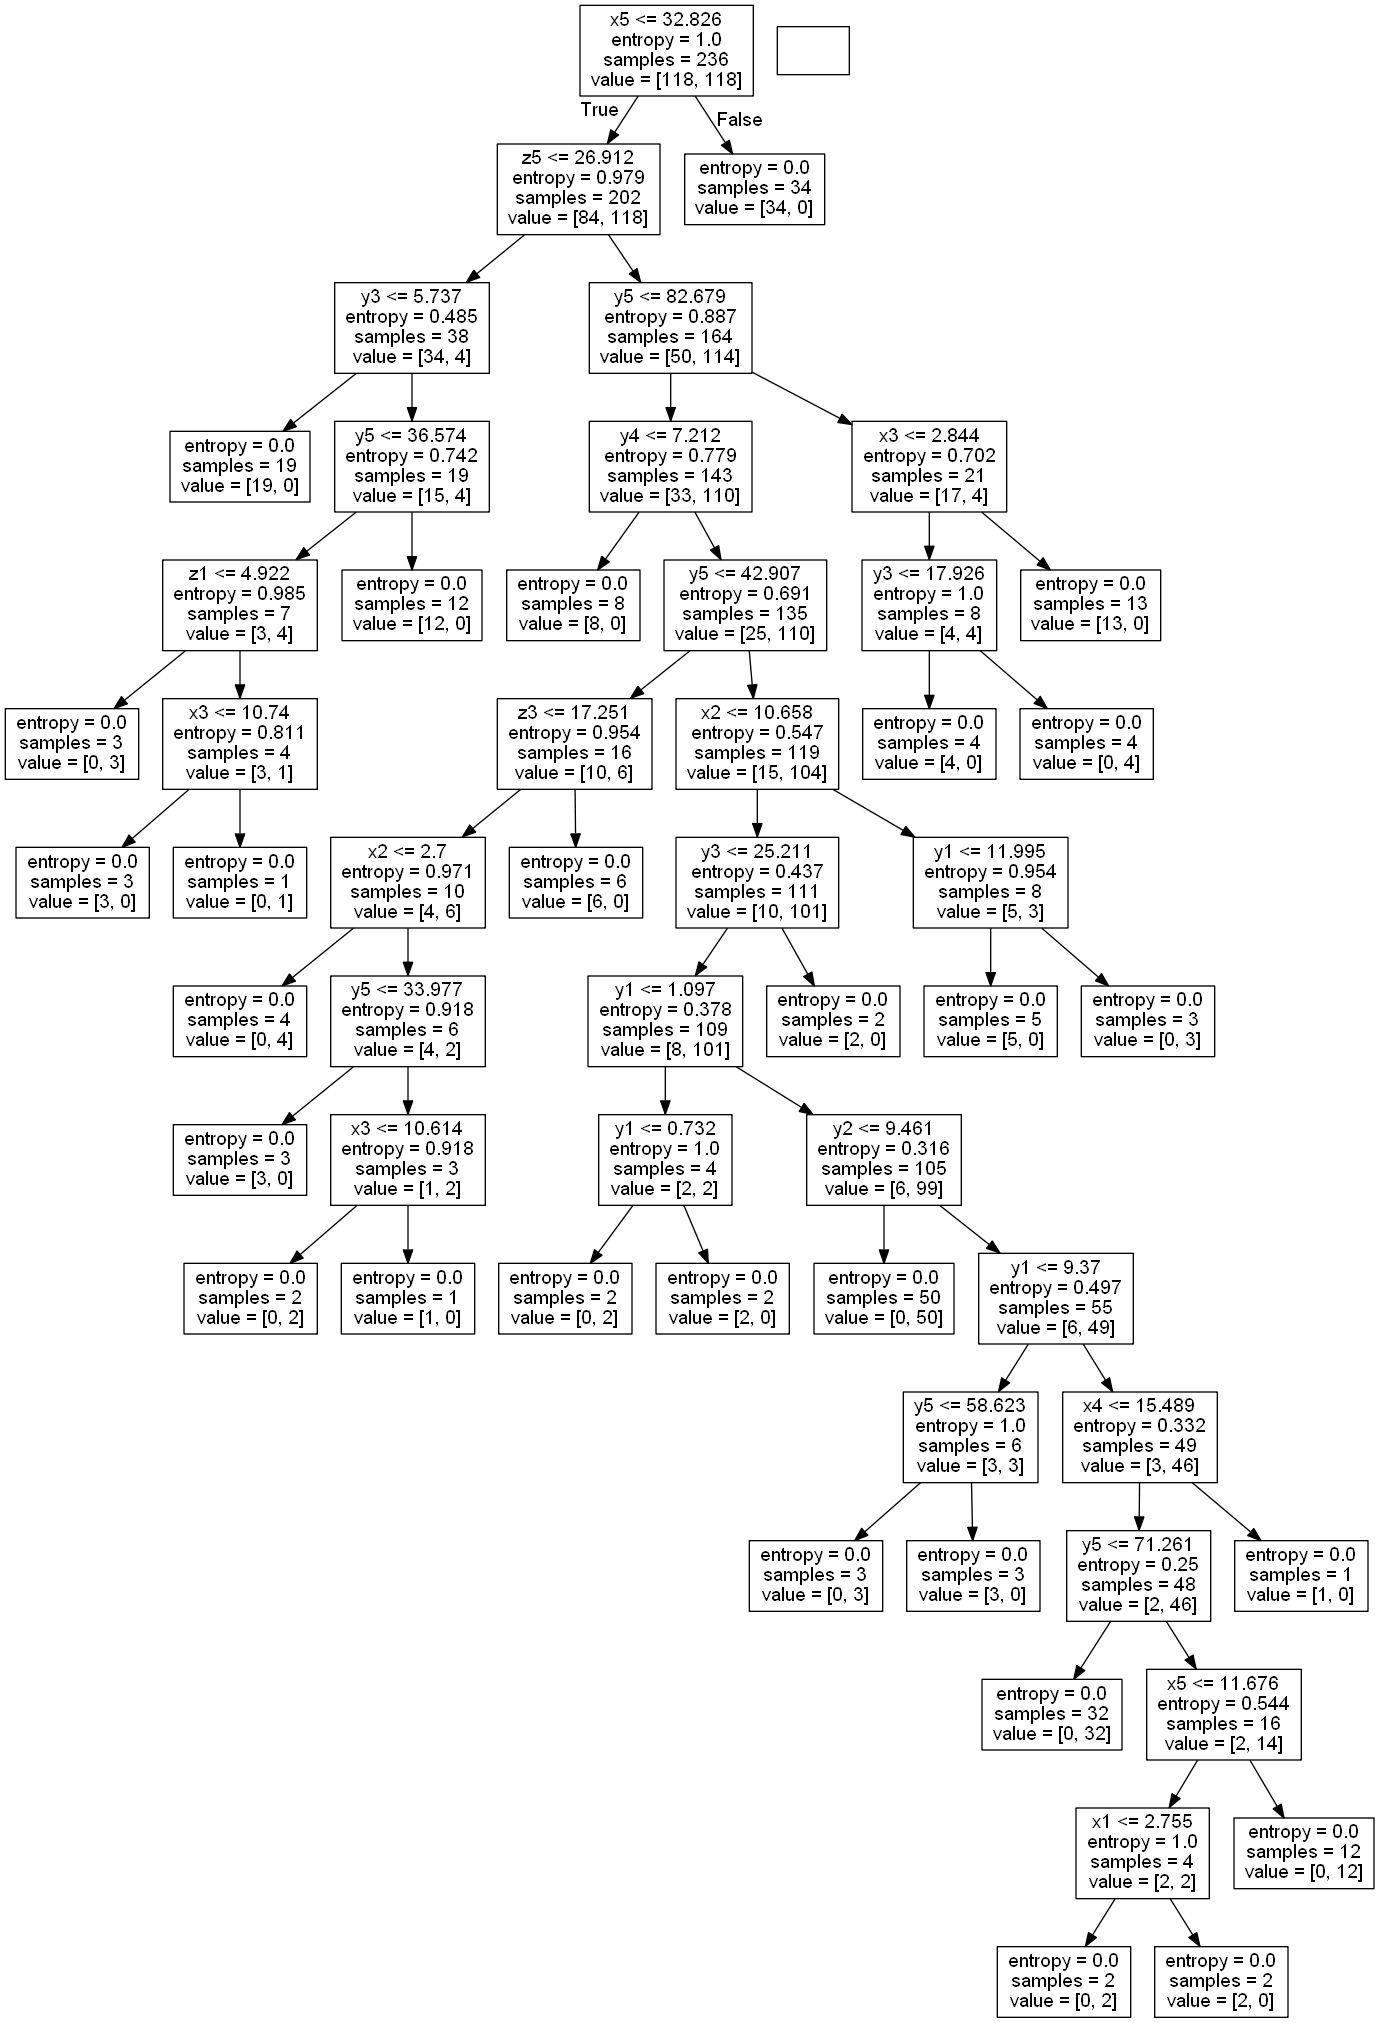 x5 <= 32.826
entropy = 1.0
samples = 236
value = [118, 118]
True
False
z5 <= 26.912
entropy = 0.979
samples = 202
value = [84, 118]
entropy = 0.0
samples = 34
value = [34, 0]
y3 <= 5.737
entropy = 0.485
samples = 38
value = [34, 4]
y5 <= 82.679
entropy = 0.887
samples = 164
value = [50, 114]
entropy = 0.0
samples = 19
value = [19, 0]
y5 <= 36.574
entropy = 0.742
samples = 19
value = [15, 4]
y4 <= 7.212
entropy = 0.779
samples = 143
value = [33, 110]
x3 <= 2.844
entropy = 0.702
samples = 21
value = [17, 4]
z1 <= 4.922
entropy = 0.985
samples = 7
value = [3, 4]
entropy = 0.0
samples = 12
value = [12, 0]
entropy = 0.0
samples = 8
value = [8, 0]
y5 <= 42.907
entropy = 0.691
samples = 135
value = [25, 110]
y3 <= 17.926
entropy = 1.0
samples = 8
value = [4, 4]
entropy = 0.0
samples = 13
value = [13, 0]
entropy = 0.0
samples = 3
value = [0, 3]
x3 <= 10.74
entropy = 0.811
samples = 4
value = [3, 1]
z3 <= 17.251
entropy = 0.954
samples = 16
value = [10, 6]
x2 <= 10.658
entropy = 0.547
samples = 119
value = [15, 104]
entropy = 0.0
samples = 4
value = [4, 0]
entropy = 0.0
samples = 4
value = [0, 4]
entropy = 0.0
samples = 3
value = [3, 0]
entropy = 0.0
samples = 1
value = [0, 1]
x2 <= 2.7
entropy = 0.971
samples = 10
value = [4, 6]
entropy = 0.0
samples = 6
value = [6, 0]
y3 <= 25.211
entropy = 0.437
samples = 111
value = [10, 101]
y1 <= 11.995
entropy = 0.954
samples = 8
value = [5, 3]
entropy = 0.0
samples = 4
value = [0, 4]
y5 <= 33.977
entropy = 0.918
samples = 6
value = [4, 2]
y1 <= 1.097
entropy = 0.378
samples = 109
value = [8, 101]
entropy = 0.0
samples = 2
value = [2, 0]
entropy = 0.0
samples = 5
value = [5, 0]
entropy = 0.0
samples = 3
value = [0, 3]
entropy = 0.0
samples = 3
value = [3, 0]
x3 <= 10.614
entropy = 0.918
samples = 3
value = [1, 2]
y1 <= 0.732
entropy = 1.0
samples = 4
value = [2, 2]
y2 <= 9.461
entropy = 0.316
samples = 105
value = [6, 99]
entropy = 0.0
samples = 2
value = [0, 2]
entropy = 0.0
samples = 1
value = [1, 0]
entropy = 0.0
samples = 2
value = [0, 2]
entropy = 0.0
samples = 2
value = [2, 0]
entropy = 0.0
samples = 50
value = [0, 50]
y1 <= 9.37
entropy = 0.497
samples = 55
value = [6, 49]
y5 <= 58.623
entropy = 1.0
samples = 6
value = [3, 3]
x4 <= 15.489
entropy = 0.332
samples = 49
value = [3, 46]
entropy = 0.0
samples = 3
value = [0, 3]
entropy = 0.0
samples = 3
value = [3, 0]
y5 <= 71.261
entropy = 0.25
samples = 48
value = [2, 46]
entropy = 0.0
samples = 1
value = [1, 0]
entropy = 0.0
samples = 32
value = [0, 32]
x5 <= 11.676
entropy = 0.544
samples = 16
value = [2, 14]
x1 <= 2.755
entropy = 1.0
samples = 4
value = [2, 2]
entropy = 0.0
samples = 12
value = [0, 12]
entropy = 0.0
samples = 2
value = [0, 2]
entropy = 0.0
samples = 2
value = [2, 0]